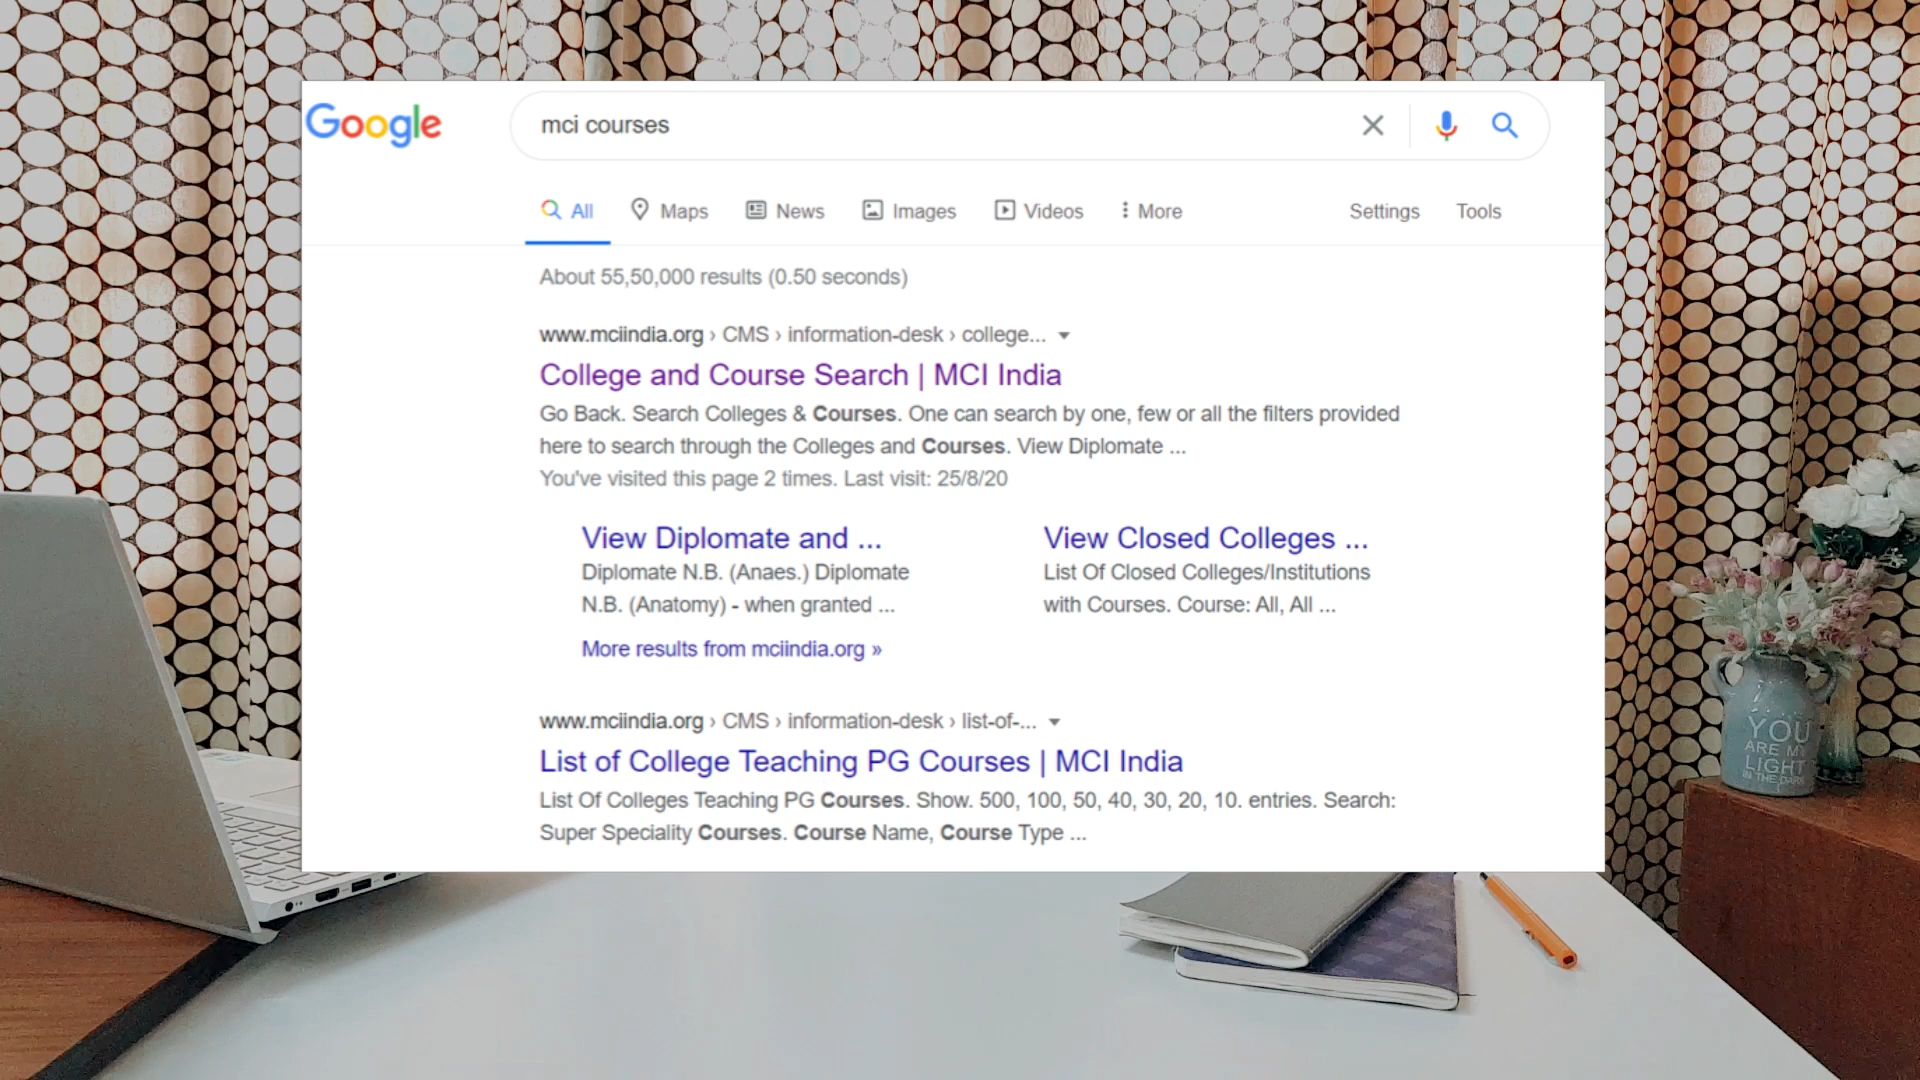 Google
mci courses
All Maps News Images Videos More Settings Tools
About 55,50,000 results (0.50 seconds)
www.mciindia.org › CMS › information-desk › college...
College and Course Search | MCI India
Go Back. Search Colleges & Courses. One can search by one, few or all the filters provided
here to search through the Colleges and Courses. View Diplomate ...
You've visited this page 2 times. Last visit: 25/8/20
View Diplomate and ...
Diplomate N.B. (Anaes.) Diplomate
N.B. (Anatomy) - when granted ...
View Closed Colleges ...
List Of Closed Colleges/Institutions
with Courses. Course: All, All ...
More results from mciindia.org »
www.mciindia.org › CMS › information-desk › list-of-...
List of College Teaching PG Courses | MCI India
List Of Colleges Teaching PG Courses. Show. 500, 100, 50, 40, 30, 20, 10. entries. Search:
Super Speciality Courses. Course Name, Course Type ...
YOU
ARE MY
LIGHT
IN THE DARK